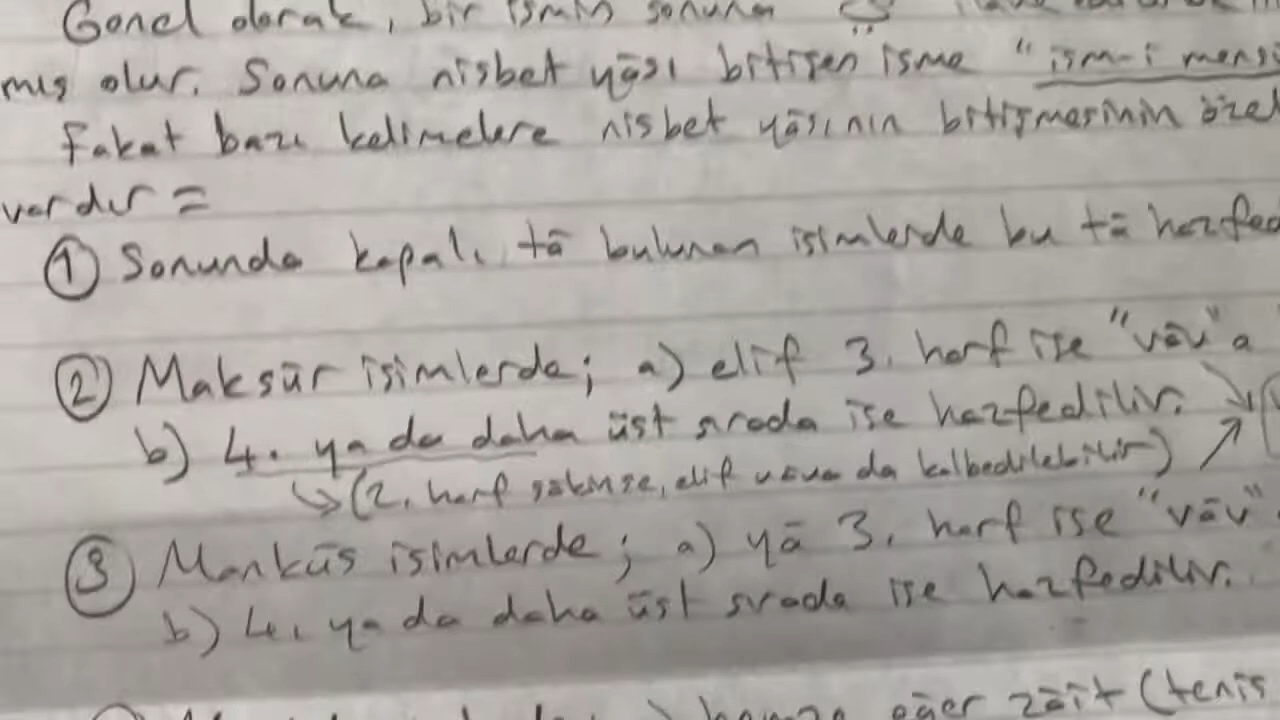 Genel olarak, bir ismin sonuna يّ
mış olur. Sonuna nisbet yâsı bitişen isme "ism-i mensû
Fakat bazı kelimelere nisbet yâsının bitişmesinin özel
vardır =
① Sonunda kapalı tâ bulunan isimlerde bu tâ hazfed
② Maksûr isimlerde; a) elif 3. harf ise "vâv"a
b) 4. ya da daha üst sırada ise hazfedilir.
↳ (2. harf sâkinse, elif vâva da kalbedilebilir) ↗
③ Mankûs isimlerde; a) yâ 3. harf ise "vâv"
b) 4. ya da daha üst sırada ise hazfedilir.
hemze eğer zâit (tenis